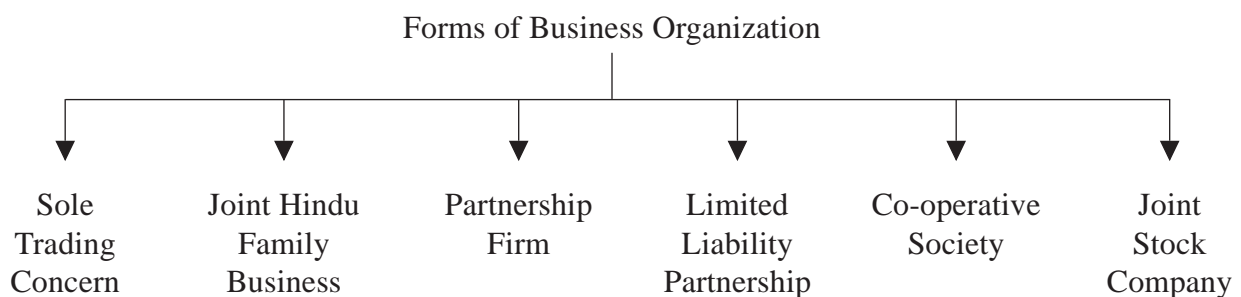 Forms of Business Organization
Sole
Trading
Concern
Joint Hindu
Family
Business
Partnership
Firm
Limited
Liability
Partnership
Co-operative
Society
Joint
Stock
Company